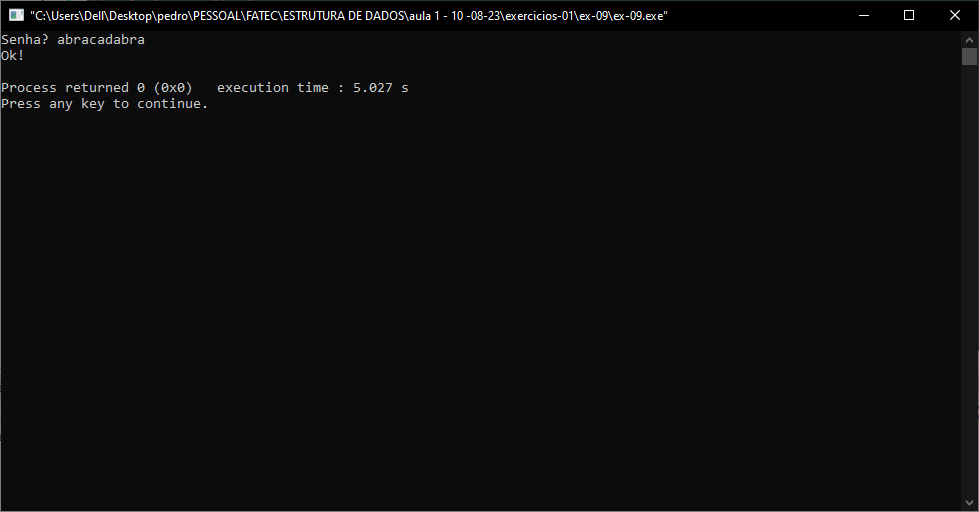 "C:\Users\Dell\Desktop\pedro\PESSOAL\FATEC\ESTRUTURA DE DADOS\aula 1 - 10 -08-23\exercicios-01\ex-09\ex-09.exe"
Senha? abracadabra
Ok!
Process returned 0 (0x0)   execution time : 5.027 s
Press any key to continue.